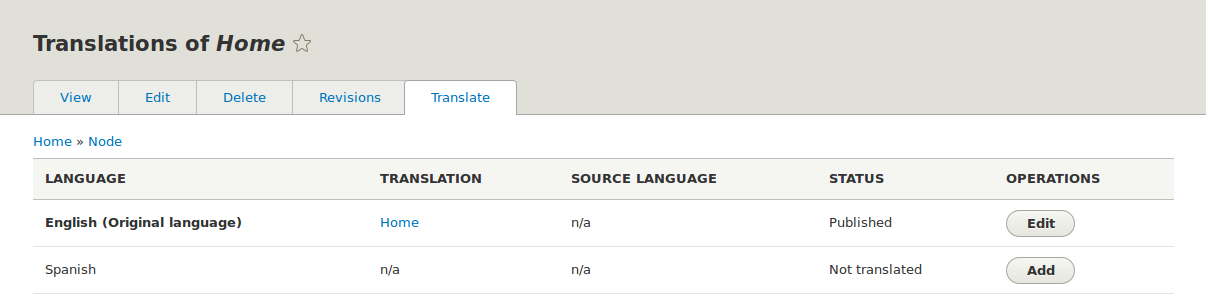 Translations of Home
View Edit Delete Revisions Translate
Home » Node
LANGUAGE TRANSLATION SOURCE LANGUAGE STATUS OPERATIONS
English (Original language) Home n/a Published Edit
Spanish n/a n/a Not translated Add